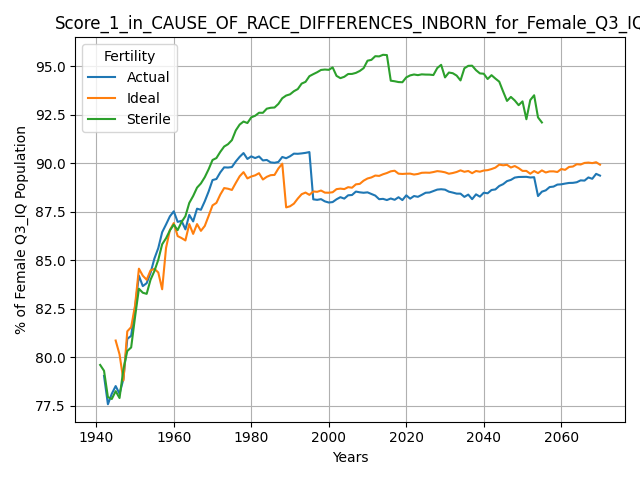 Score_1_in_CAUSE_OF_RACE_DIFFERENCES_INBORN_for_Female_Q3_IQ
Fertility
Actual
Ideal
Sterile
95.0
92.5
90.0
87.5
85.0
82.5
80.0
77.5
% of Female Q3_IQ Population
1940 1960 1980 2000 2020 2040 2060
Years